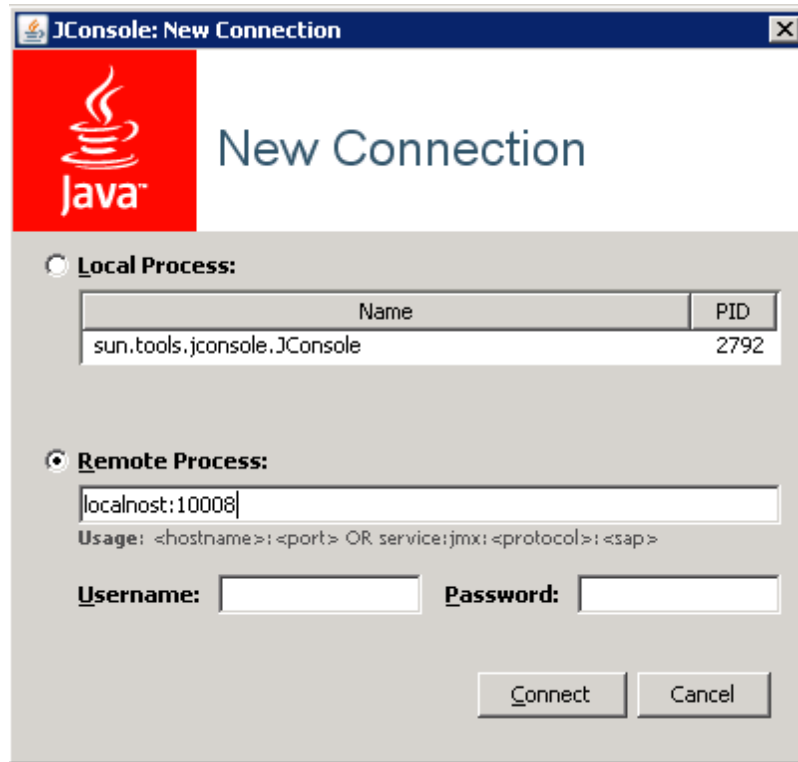 JConsole: New Connection
Java™
New Connection
Local Process:
Name PID
sun.tools.jconsole.JConsole 2792
Remote Process:
localnost:10008
Usage: <hostname>:<port> OR service:jmx:<protocol>:<sap>
Username: Password:
Connect Cancel